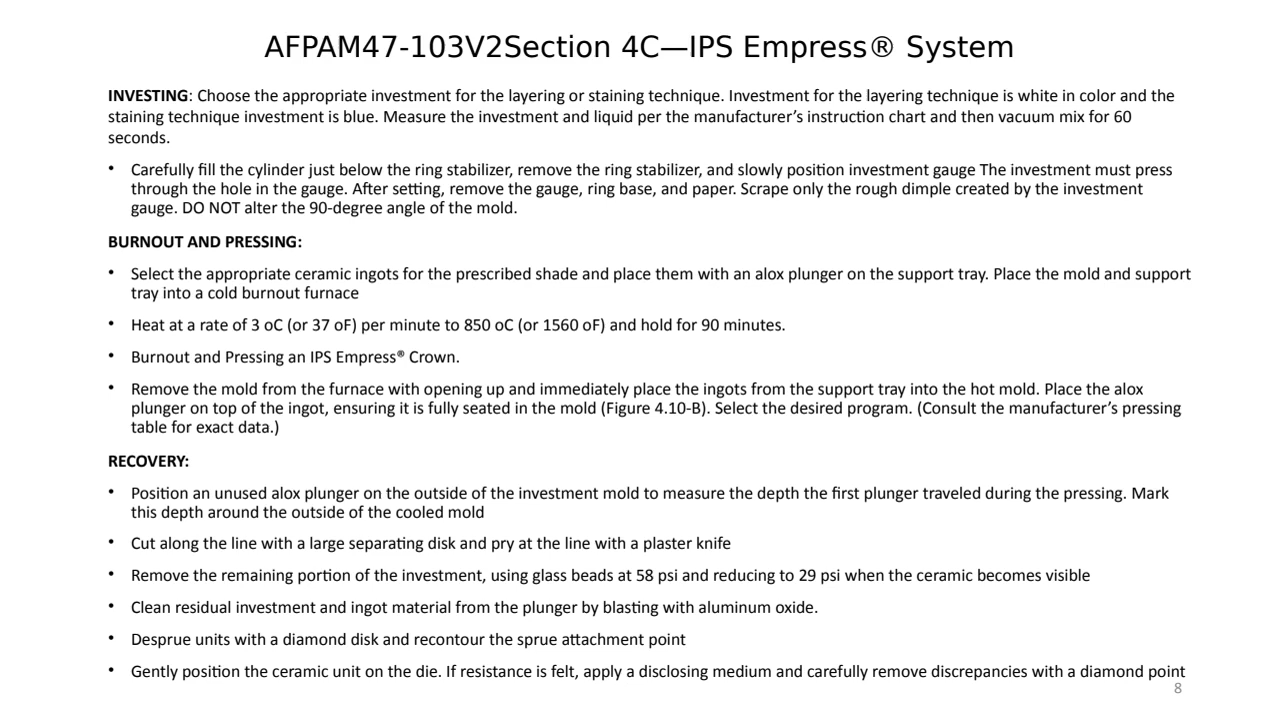 AFPAM47-103V2Section 4C—IPS Empress® System
INVESTING: Choose the appropriate investment for the layering or staining technique. Investment for the layering technique is white in color and the
staining technique investment is blue. Measure the investment and liquid per the manufacturer’s instruction chart and then vacuum mix for 60
seconds.
• Carefully fill the cylinder just below the ring stabilizer, remove the ring stabilizer, and slowly position investment gauge The investment must press
through the hole in the gauge. After setting, remove the gauge, ring base, and paper. Scrape only the rough dimple created by the investment
gauge. DO NOT alter the 90-degree angle of the mold.
BURNOUT AND PRESSING:
• Select the appropriate ceramic ingots for the prescribed shade and place them with an alox plunger on the support tray. Place the mold and support
tray into a cold burnout furnace
• Heat at a rate of 3 oC (or 37 oF) per minute to 850 oC (or 1560 oF) and hold for 90 minutes.
• Burnout and Pressing an IPS Empress® Crown.
• Remove the mold from the furnace with opening up and immediately place the ingots from the support tray into the hot mold. Place the alox
plunger on top of the ingot, ensuring it is fully seated in the mold (Figure 4.10-B). Select the desired program. (Consult the manufacturer’s pressing
table for exact data.)
RECOVERY:
• Position an unused alox plunger on the outside of the investment mold to measure the depth the first plunger traveled during the pressing. Mark
this depth around the outside of the cooled mold
• Cut along the line with a large separating disk and pry at the line with a plaster knife
• Remove the remaining portion of the investment, using glass beads at 58 psi and reducing to 29 psi when the ceramic becomes visible
• Clean residual investment and ingot material from the plunger by blasting with aluminum oxide.
• Desprue units with a diamond disk and recontour the sprue attachment point
• Gently position the ceramic unit on the die. If resistance is felt, apply a disclosing medium and carefully remove discrepancies with a diamond point
8